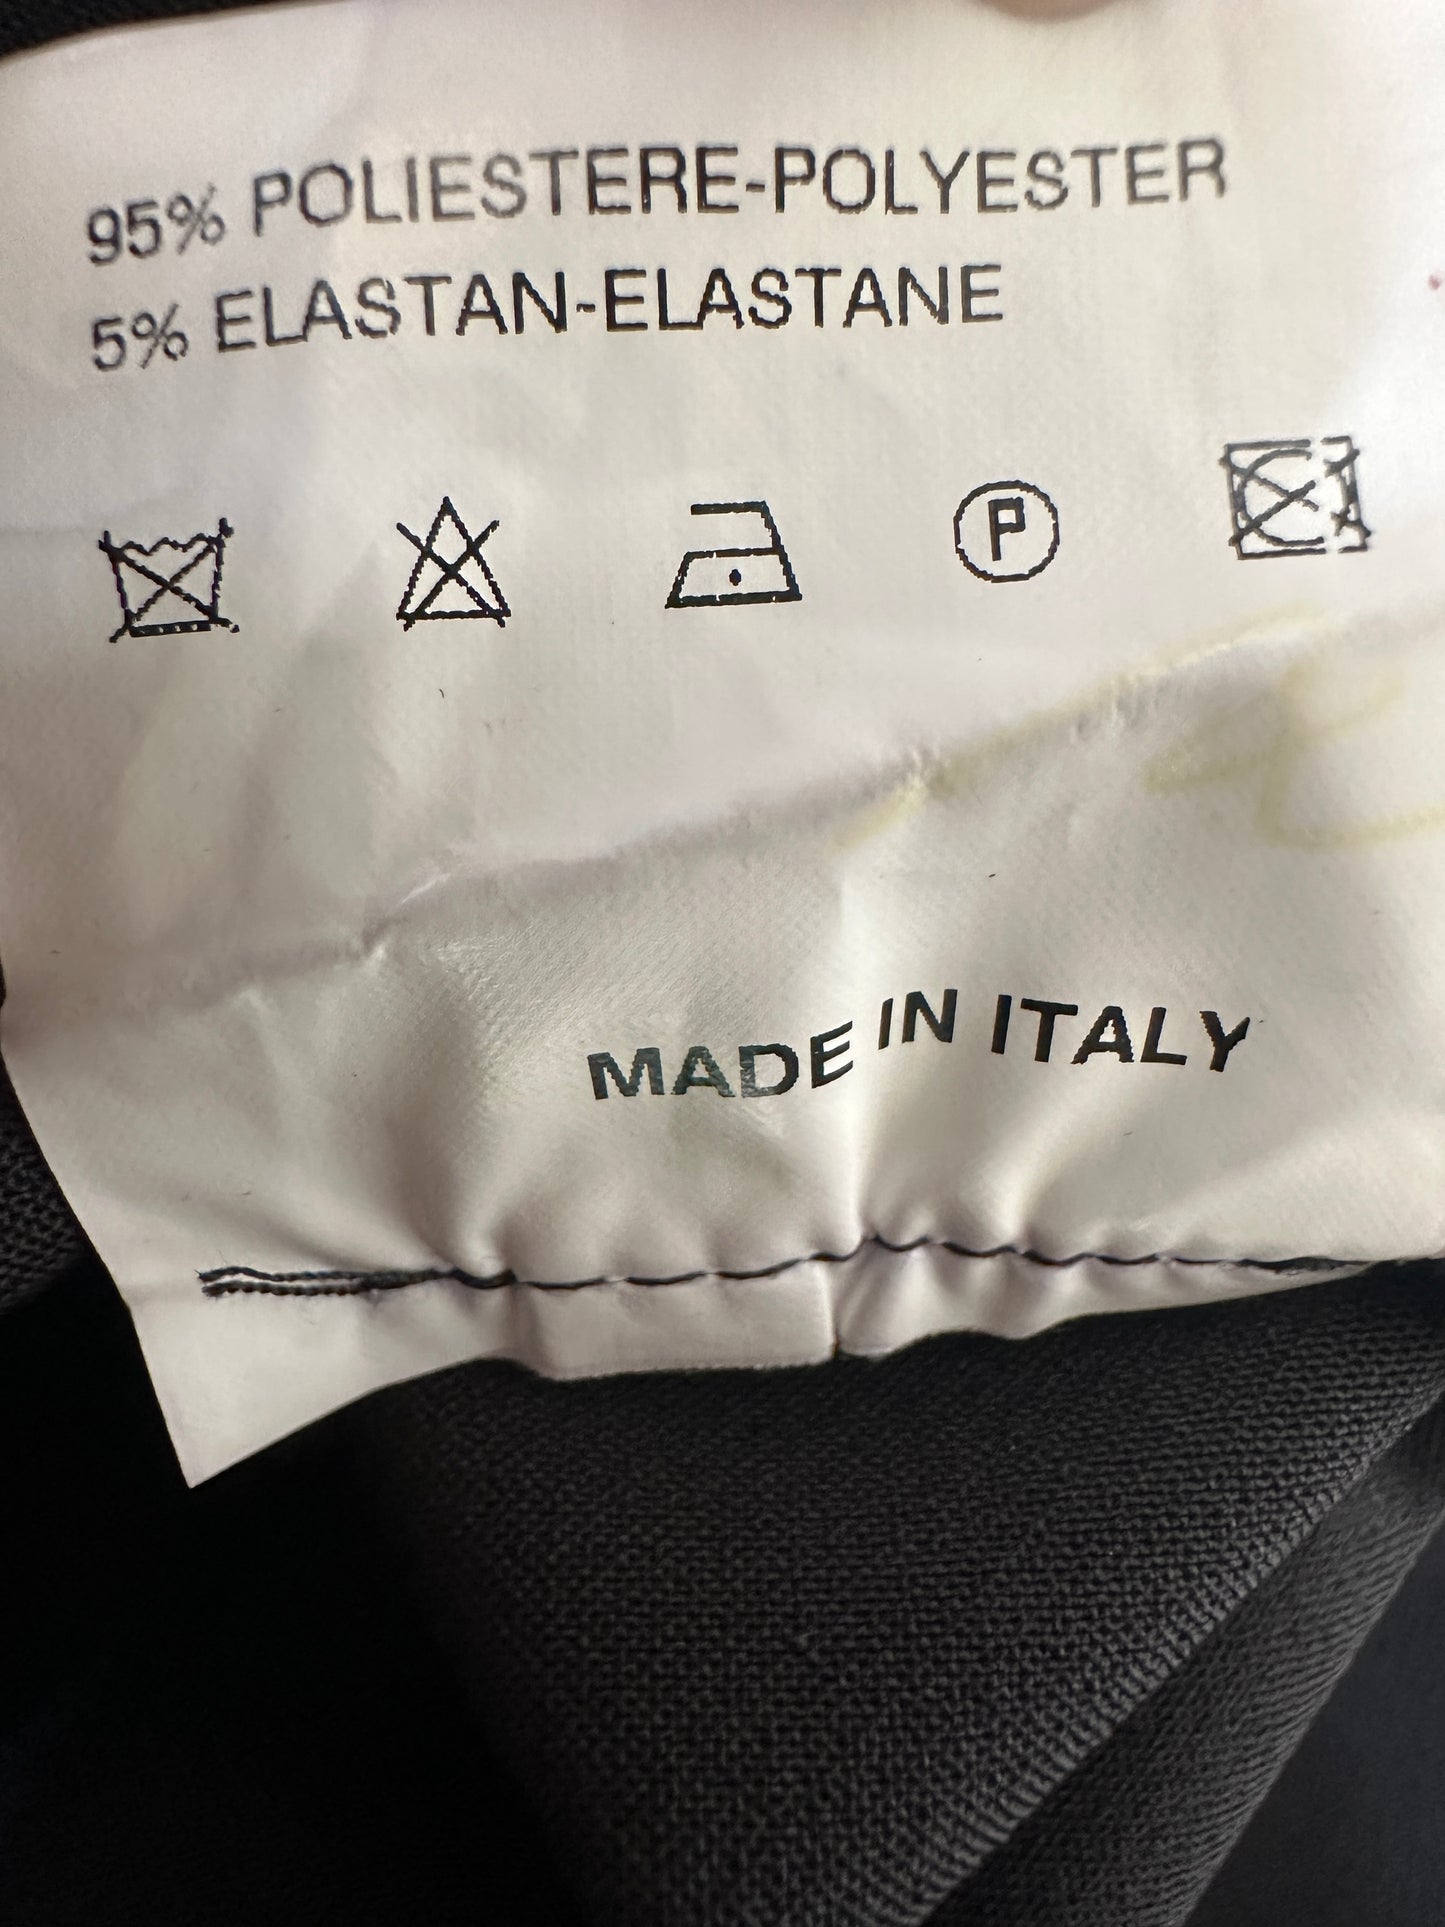 95% POLIESTERE-POLYESTER
5% ELASTAN-ELASTANE
P
MADE IN ITALY